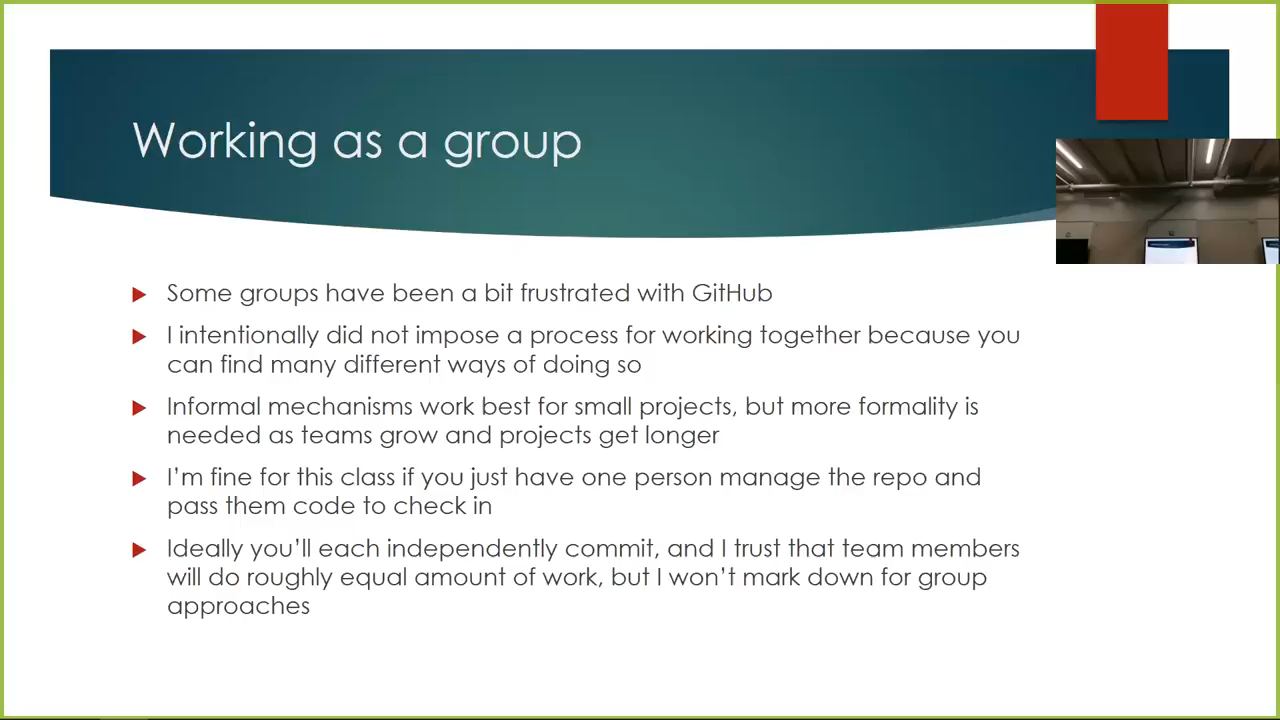 Working as a group
Some groups have been a bit frustrated with GitHub
I intentionally did not impose a process for working together because you
can find many different ways of doing so
Informal mechanisms work best for small projects, but more formality is
needed as teams grow and projects get longer
I'm fine for this class if you just have one person manage the repo and
pass them code to check in
Ideally you'll each independently commit, and I trust that team members
will do roughly equal amount of work, but I won't mark down for group
approaches